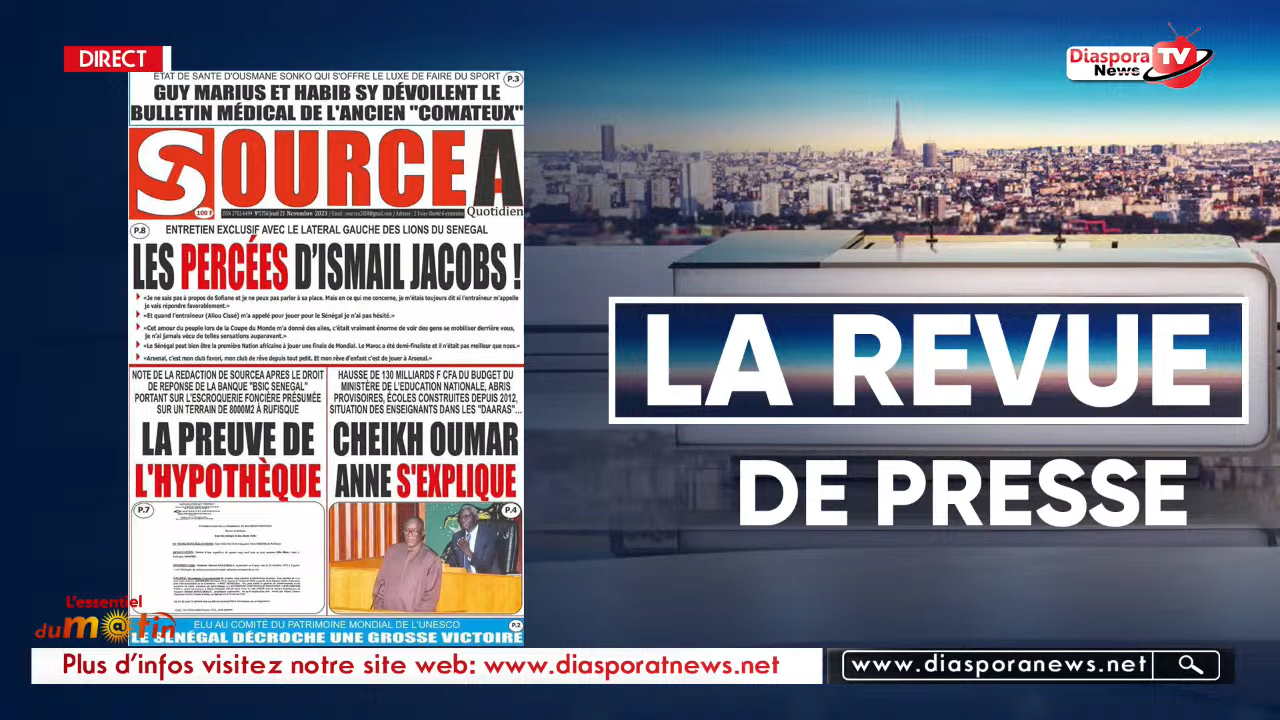 DIRECT
Diaspora
News
TV
ETAT DE SANTE D'OUSMANE SONKO QUI S'OFFRE LE LUXE DE FAIRE DU SPORT
P.3
GUY MARIUS ET HABIB SY DÉVOILENT LE
BULLETIN MÉDICAL DE L'ANCIEN "COMATEUX"
SOURCEA
100 F
Jeudi 23 Novembre 2023
Quotidien
P.8
ENTRETIEN EXCLUSIF AVEC LE LATERAL GAUCHE DES LIONS DU SENEGAL
LES PERCÉES D'ISMAIL JACOBS !
«Je ne sais pas à propos de Sofiane et je ne peux pas parler à sa place. Mais en ce qui me concerne, je m'étais toujours dit si l'entraîneur m'appelle
je vais répondre favorablement.»
«Et quand l'entraîneur (Aliou Cissé) m'a appelé pour jouer pour le Sénégal je n'ai pas hésité.»
«Cet amour du peuple lors de la Coupe du Monde m'a donné des ailes, c'était vraiment énorme de voir des gens se mobiliser derrière vous,
je n'ai jamais vécu de telles sensations auparavant.»
«Le Sénégal peut bien être la première Nation africaine à jouer une finale de Mondial. Le Maroc a été demi-finaliste et il n'était pas meilleur que nous.»
«Arsenal, c'est mon club favori, mon club de rêve depuis tout petit. Et mon rêve d'enfant c'est de jouer à Arsenal.»
NOTE DE LA REDACTION DE SOURCEA APRES LE DROIT
DE REPONSE DE LA BANQUE "BSIC SENEGAL"
PORTANT SUR L'ESCROQUERIE FONCIÈRE PRÉSUMÉE
SUR UN TERRAIN DE 8000M2 À RUFISQUE
LA PREUVE DE
L'HYPOTHÈQUE
P.7
HAUSSE DE 130 MILLIARDS F CFA DU BUDGET DU
MINISTÈRE DE L'EDUCATION NATIONALE, ABRIS
PROVISOIRES, ÉCOLES CONSTRUITES DEPUIS 2012,
SITUATION DES ENSEIGNANTS DANS LES "DAARAS"...
CHEIKH OUMAR
ANNE S'EXPLIQUE
P.4
ELU AU COMITÉ DU PATRIMOINE MONDIAL DE L'UNESCO
P.2
LE SÉNÉGAL DÉCROCHE UNE GROSSE VICTOIRE
LA REVUE
DE PRESSE
L'essentiel
du m@tin
Plus d'infos visitez notre site web: www.diasporatnews.net
www.diasporanews.net